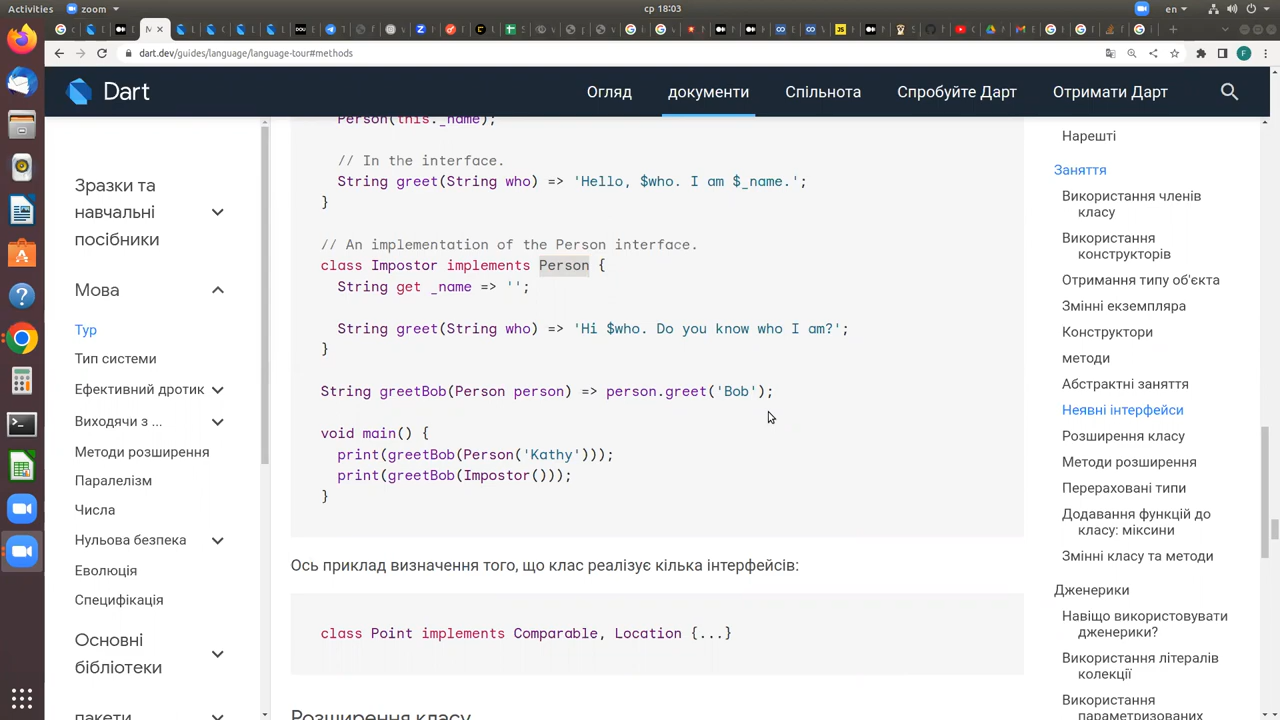 Activities
zoom
ср 18:03
en
dart.dev/guides/language/language-tour#methods
Dart
Огляд
документи
Спільнота
Спробуйте Дарт
Отримати Дарт
Зразки та
навчальні
посібники
Мова
Тур
Тип системи
Ефективний дротик
Виходячи з ...
Методи розширення
Паралелізм
Числа
Нульова безпека
Еволюція
Специфікація
Основні
бібліотеки
пакети
Person(this._name);
// In the interface.
String greet(String who) => 'Hello, $who. I am $_name.';
}
// An implementation of the Person interface.
class Impostor implements Person {
String get _name => '';
String greet(String who) => 'Hi $who. Do you know who I am?';
}
String greetBob(Person person) => person.greet('Bob');
void main() {
print(greetBob(Person('Kathy')));
print(greetBob(Impostor()));
}
Ось приклад визначення того, що клас реалізує кілька інтерфейсів:
class Point implements Comparable, Location {...}
Розширення класу
Нарешті
Заняття
Використання членів
класу
Використання
конструкторів
Отримання типу об'єкта
Змінні екземпляра
Конструктори
методи
Абстрактні заняття
Неявні інтерфейси
Розширення класу
Методи розширення
Перераховані типи
Додавання функцій до
класу: міксини
Змінні класу та методи
Дженерики
Навіщо використовувати
дженерики?
Використання літералів
колекції
Використання
параметризованих